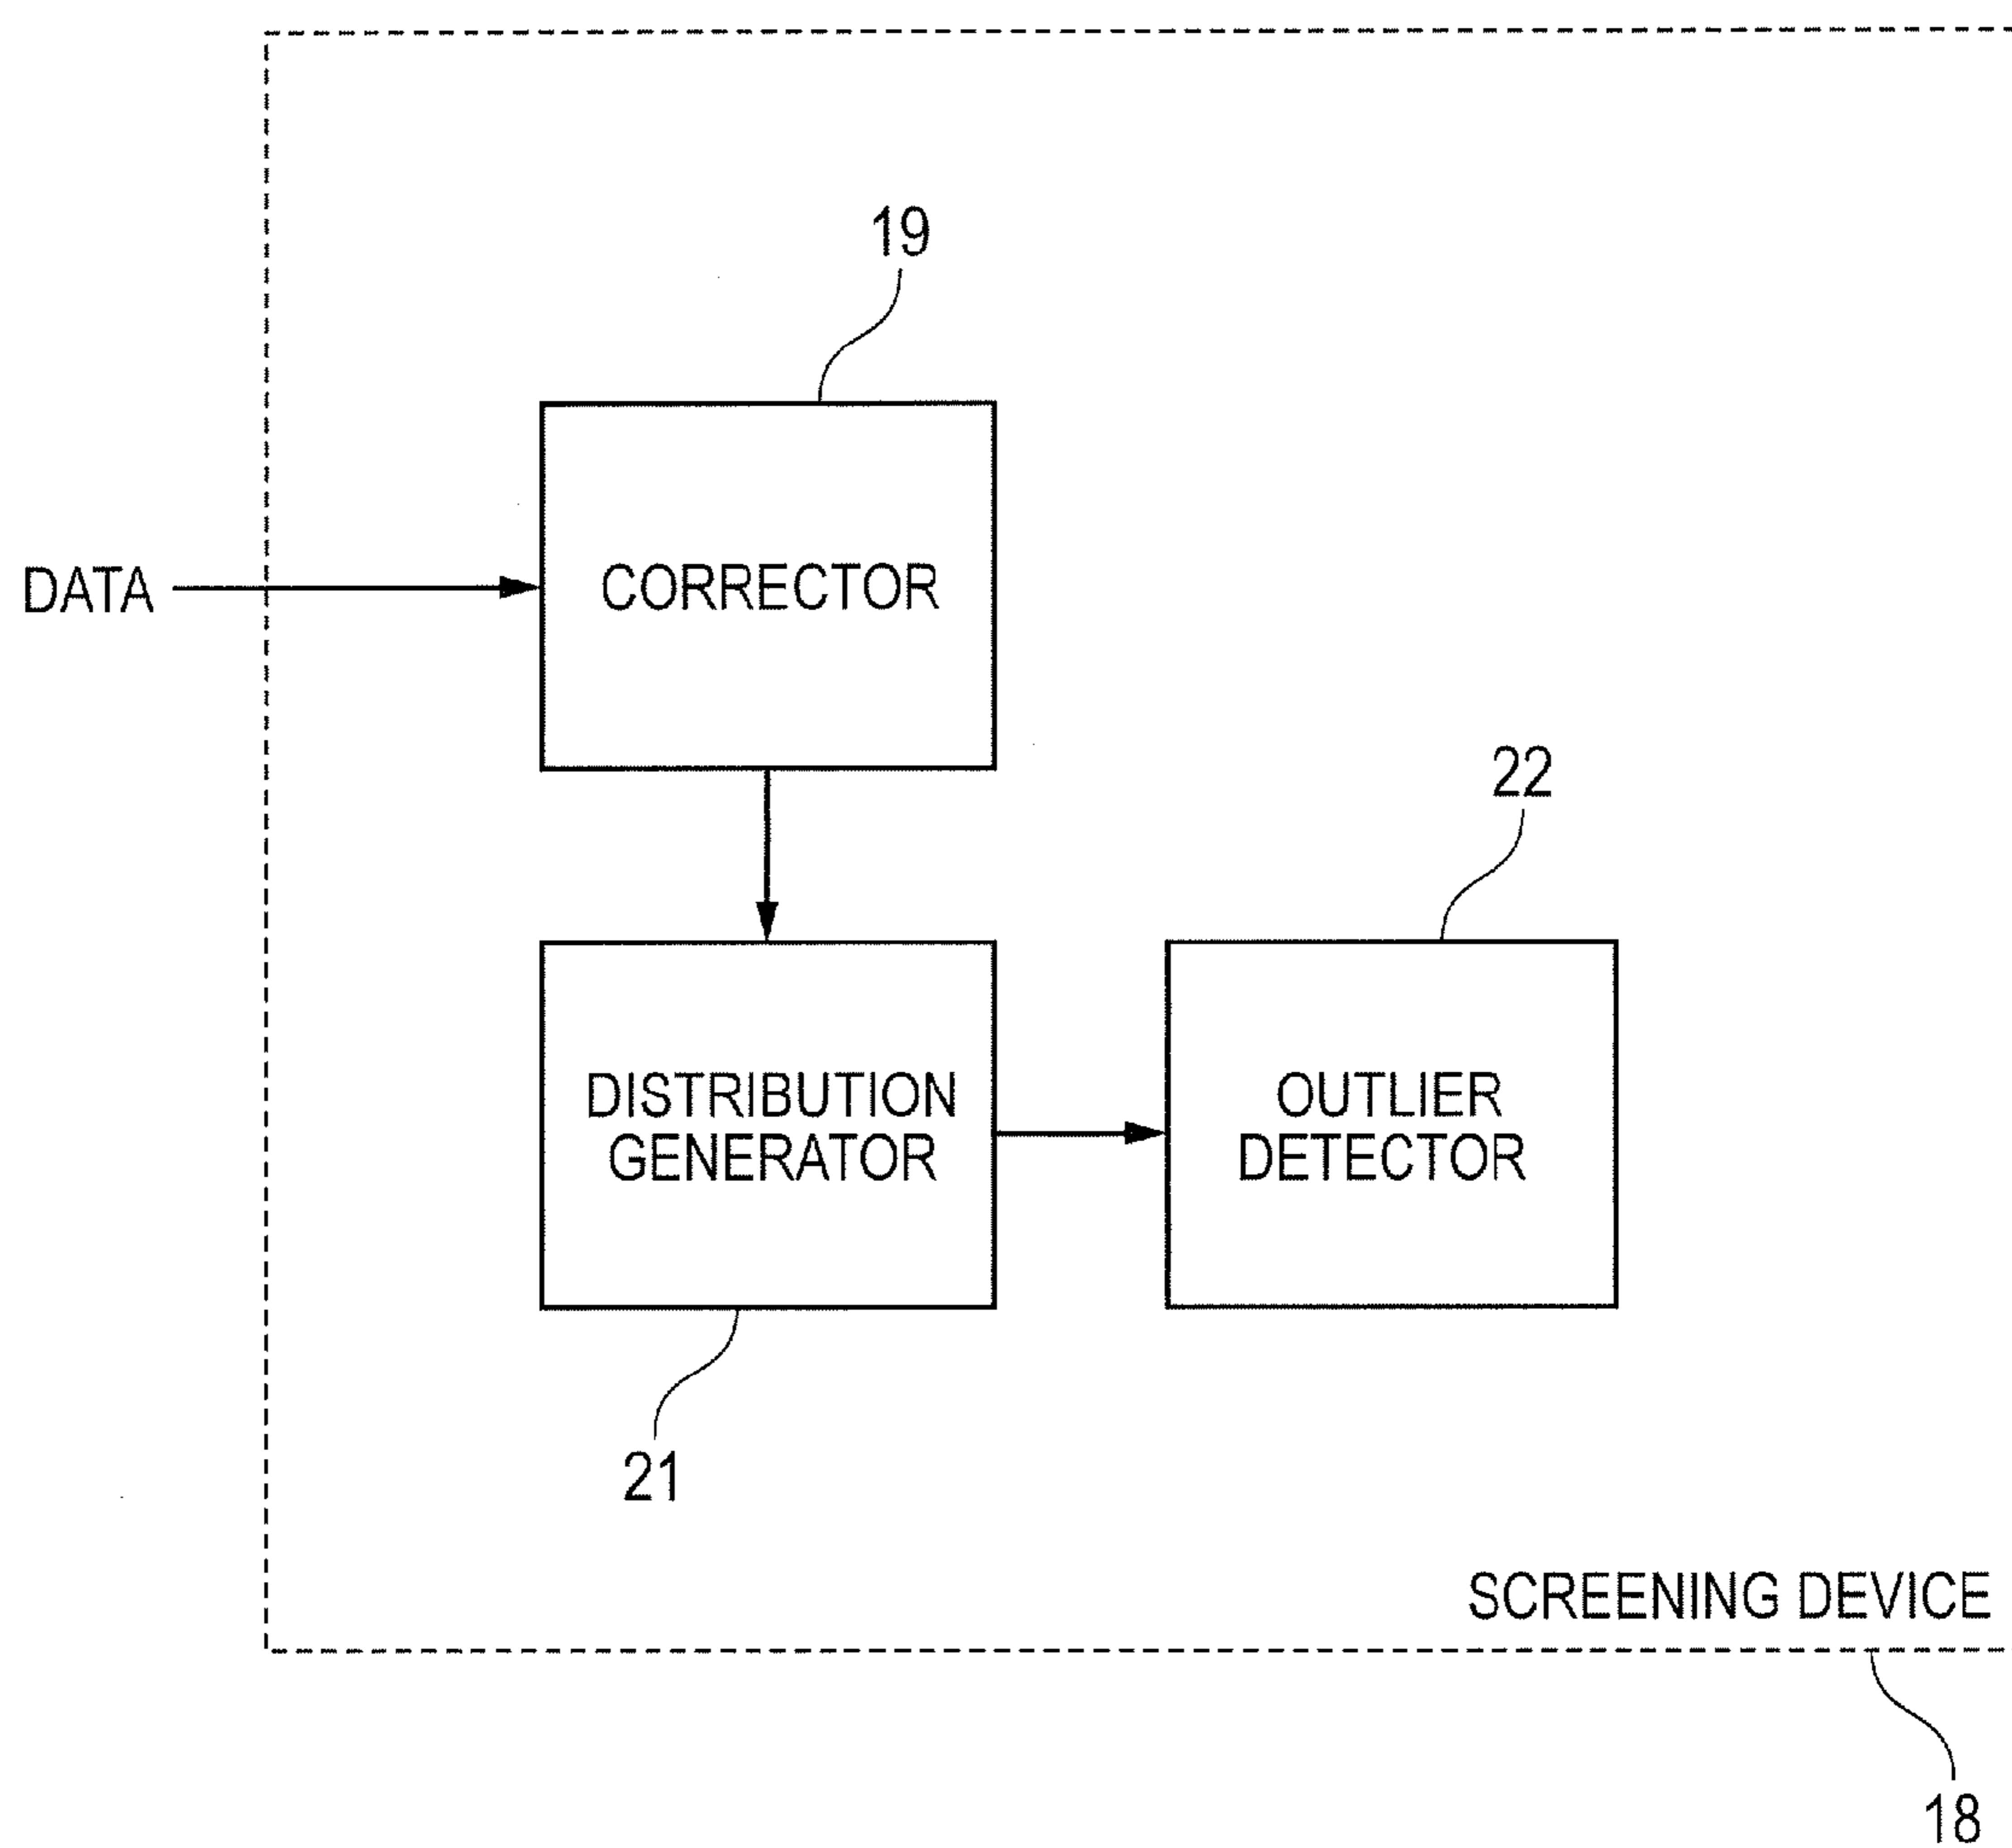 19
DATA
CORRECTOR
22
DISTRIBUTION
GENERATOR
OUTLIER
DETECTOR
21
SCREENING DEVICE
18